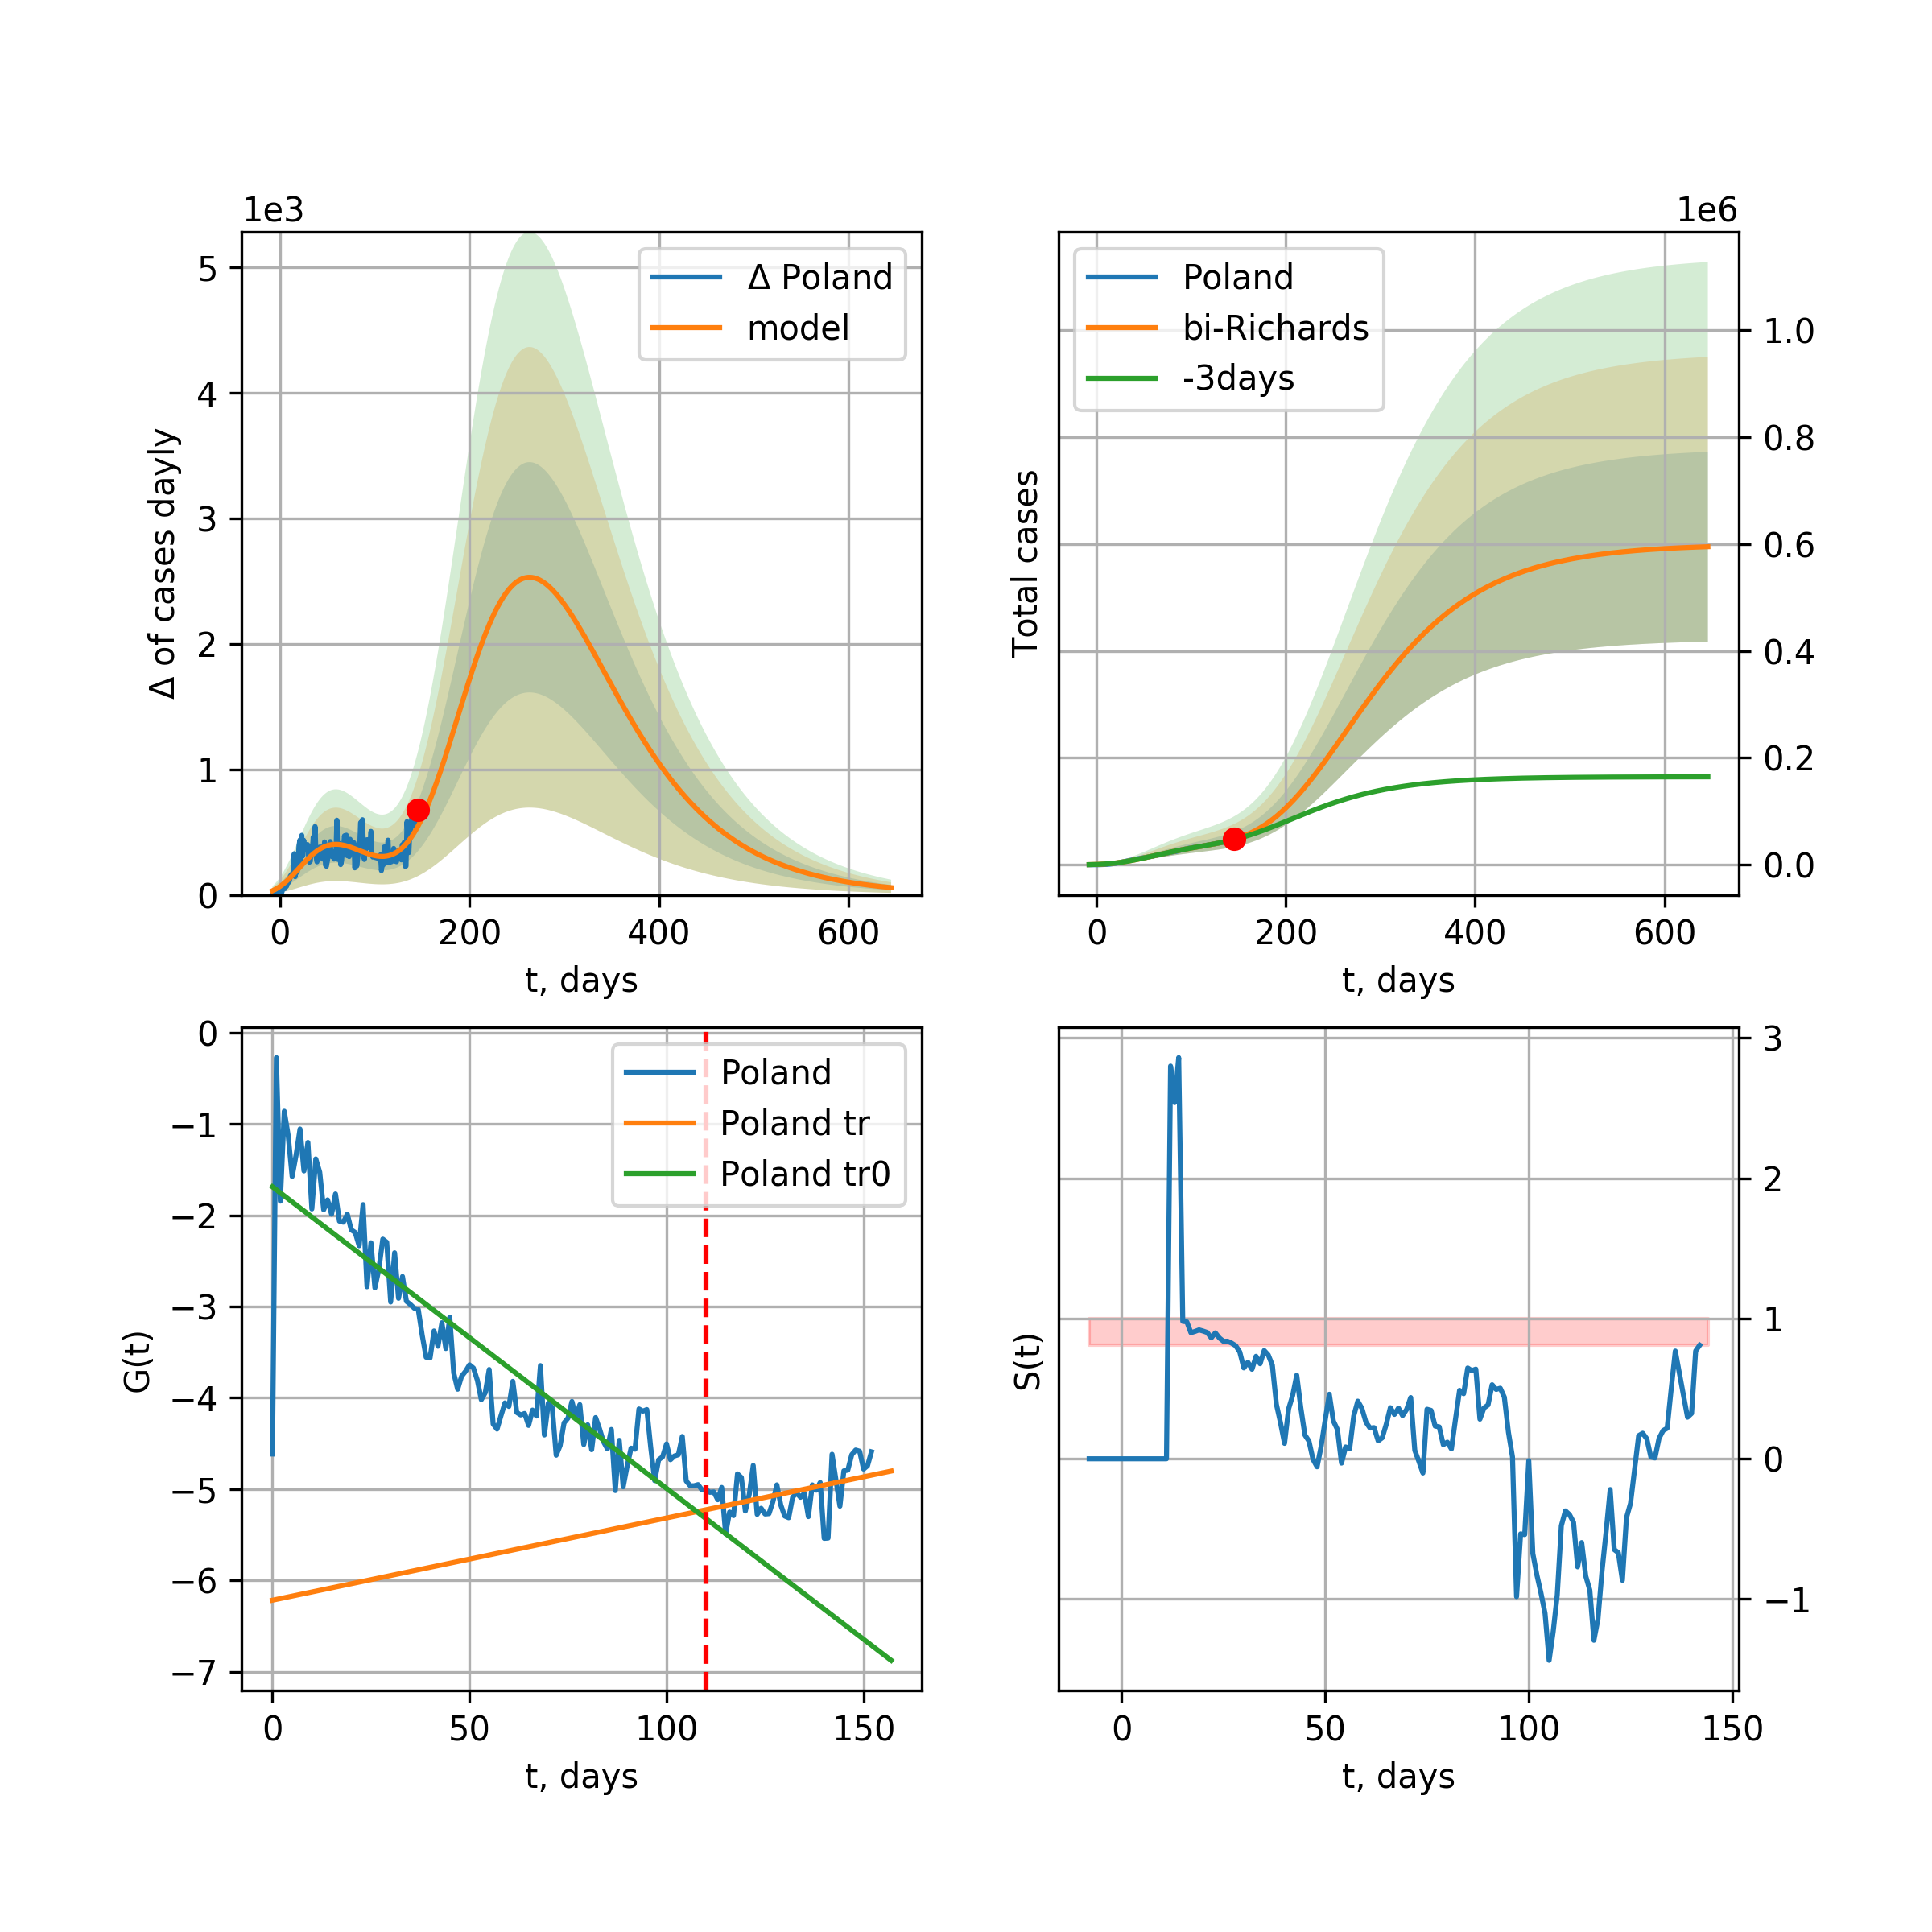 1e3
Δ Poland
model
5
4
3
2
1
0
Δ of cases dayly
0 200 400 600
t, days
1e6
Poland
bi-Richards
-3days
1.0
0.8
0.6
0.4
0.2
0.0
Total cases
0 200 400 600
t, days
Poland
Poland tr
Poland tr0
0
−1
−2
−3
−4
−5
−6
−7
G(t)
0 50 100 150
t, days
3
2
1
0
−1
S(t)
0 50 100 150
t, days